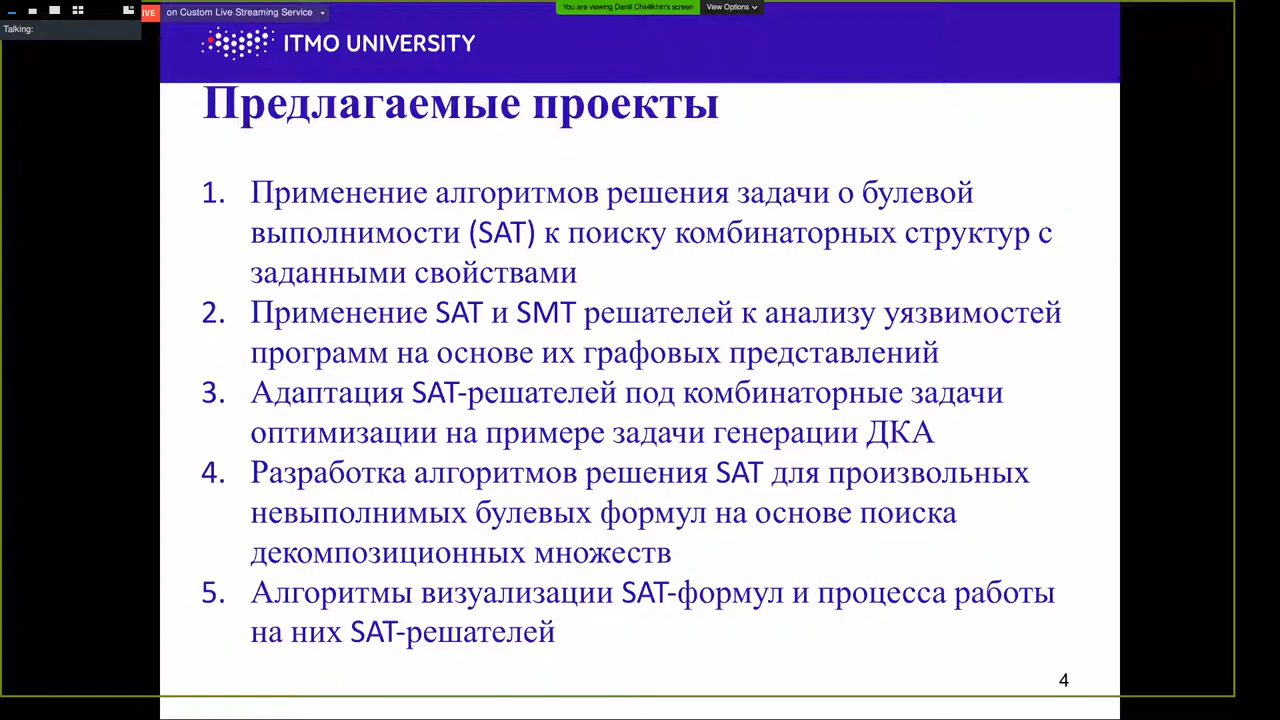 LIVE on Custom Live Streaming Service
You are viewing Daniil Chivilikhin's screen
View Options
Talking:
ITMO UNIVERSITY
Предлагаемые проекты
1. Применение алгоритмов решения задачи о булевой
выполнимости (SAT) к поиску комбинаторных структур с
заданными свойствами
2. Применение SAT и SMT решателей к анализу уязвимостей
программ на основе их графовых представлений
3. Адаптация SAT-решателей под комбинаторные задачи
оптимизации на примере задачи генерации ДКА
4. Разработка алгоритмов решения SAT для произвольных
невыполнимых булевых формул на основе поиска
декомпозиционных множеств
5. Алгоритмы визуализации SAT-формул и процесса работы
на них SAT-решателей
4